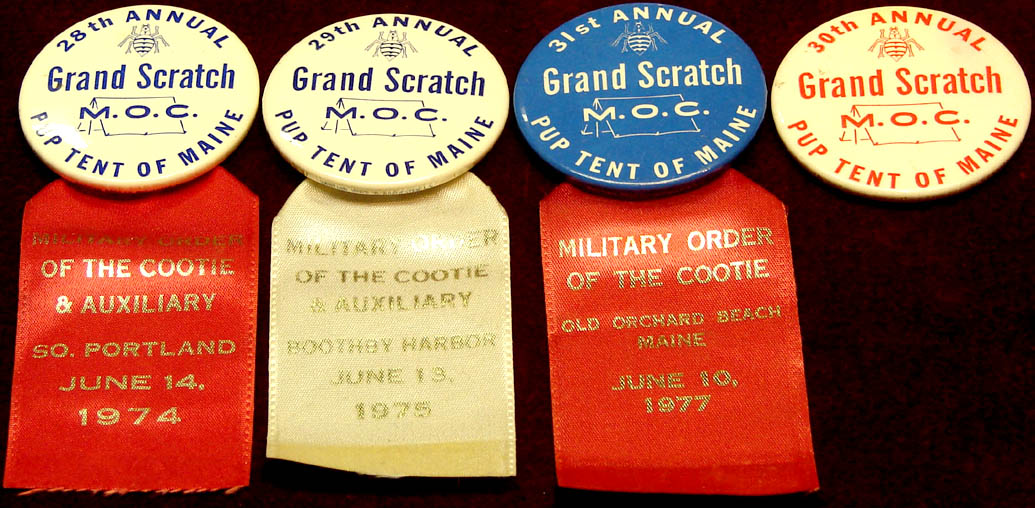 28th ANNUAL
Grand Scratch
M.O.C.
PUP TENT OF MAINE
MILITARY ORDER
OF THE COOTIE
& AUXILIARY
SO. PORTLAND
JUNE 14,
1974
29th ANNUAL
Grand Scratch
M.O.C.
PUP TENT OF MAINE
MILITARY ORDER
OF THE COOTIE
& AUXILIARY
BOOTHBY HARBOR
JUNE 13,
1975
31st ANNUAL
Grand Scratch
M.O.C.
PUP TENT OF MAINE
MILITARY ORDER
OF THE COOTIE
OLD ORCHARD BEACH
MAINE
JUNE 10,
1977
30th ANNUAL
Grand Scratch
M.O.C.
PUP TENT OF MAINE